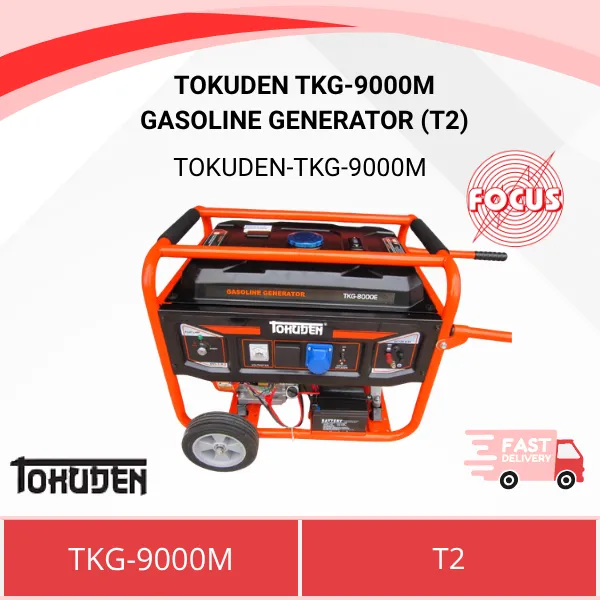 TOKUDEN TKG-9000M
GASOLINE GENERATOR (T2)
TOKUDEN-TKG-9000M
FOCUS
GASOLINE GENERATOR
TKG-8000E
TOKUDEN
BATTERY
FAST
DELIVERY
TOKUDEN
TKG-9000M
T2